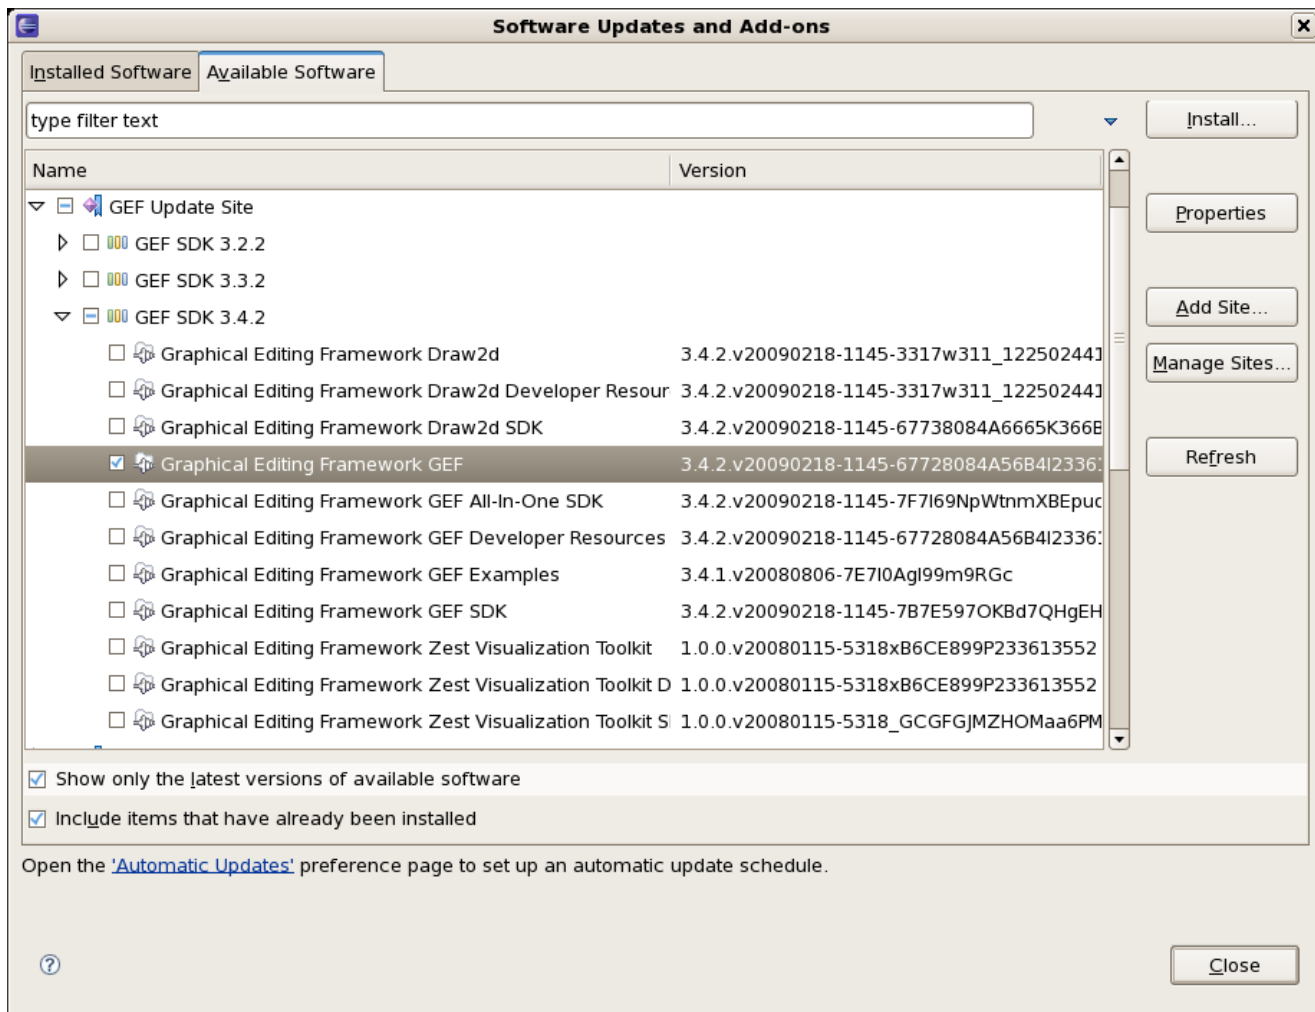 Software Updates and Add-ons
Installed Software Available Software
type filter text Install...
Name Version
GEF Update Site Properties
GEF SDK 3.2.2
GEF SDK 3.3.2
GEF SDK 3.4.2 Add Site...
Graphical Editing Framework Draw2d 3.4.2.v20090218-1145-3317w311_122502441
Manage Sites...
Graphical Editing Framework Draw2d Developer Resour 3.4.2.v20090218-1145-3317w311_122502441
Graphical Editing Framework Draw2d SDK 3.4.2.v20090218-1145-67738084A6665K366B
Graphical Editing Framework GEF 3.4.2.v20090218-1145-67728084A56B4I23361 Refresh
Graphical Editing Framework GEF All-In-One SDK 3.4.2.v20090218-1145-7F7I69NpWtnmXBEpuc
Graphical Editing Framework GEF Developer Resources 3.4.2.v20090218-1145-67728084A56B4I23361
Graphical Editing Framework GEF Examples 3.4.1.v20080806-7E7I0AgI99m9RGc
Graphical Editing Framework GEF SDK 3.4.2.v20090218-1145-7B7E597OKBd7QHgEH
Graphical Editing Framework Zest Visualization Toolkit 1.0.0.v20080115-5318xB6CE899P233613552
Graphical Editing Framework Zest Visualization Toolkit D 1.0.0.v20080115-5318xB6CE899P233613552
Graphical Editing Framework Zest Visualization Toolkit S 1.0.0.v20080115-5318_GCGFGJMZHOMaa6PM
Show only the latest versions of available software
Include items that have already been installed
Open the 'Automatic Updates' preference page to set up an automatic update schedule.
? Close